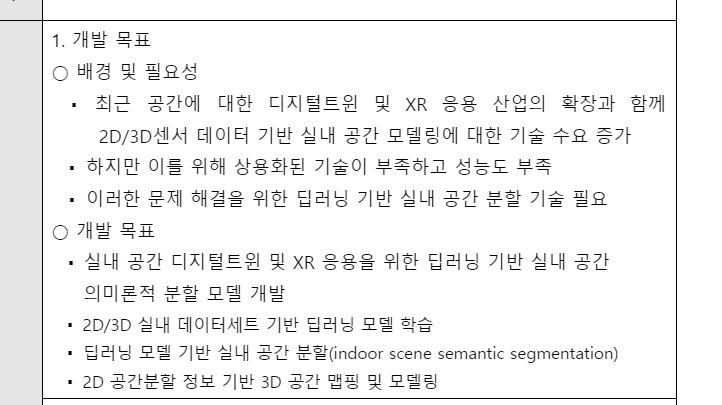 1. 개발 목표
○ 배경 및 필요성
▪ 최근 공간에 대한 디지털트윈 및 XR 응용 산업의 확장과 함께
2D/3D센서 데이터 기반 실내 공간 모델링에 대한 기술 수요 증가
▪ 하지만 이를 위해 상용화된 기술이 부족하고 성능도 부족
▪ 이러한 문제 해결을 위한 딥러닝 기반 실내 공간 분할 기술 필요
○ 개발 목표
▪ 실내 공간 디지털트윈 및 XR 응용을 위한 딥러닝 기반 실내 공간
의미론적 분할 모델 개발
▪ 2D/3D 실내 데이터세트 기반 딥러닝 모델 학습
▪ 딥러닝 모델 기반 실내 공간 분할(indoor scene semantic segmentation)
▪ 2D 공간분할 정보 기반 3D 공간 맵핑 및 모델링